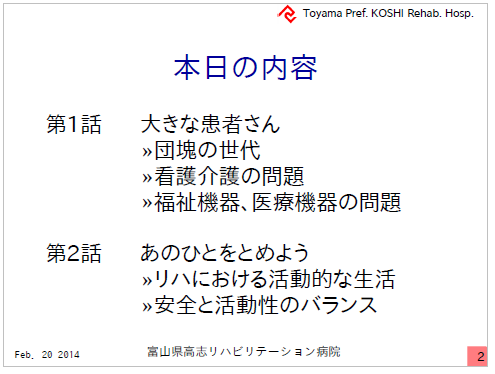 Toyama Pref. KOSHI Rehab. Hosp.
本日の内容
第1話 大きな患者さん
»団塊の世代
»看護介護の問題
»福祉機器、医療機器の問題
第2話 あのひとをとめよう
»リハにおける活動的な生活
»安全と活動性のバランス
Feb. 20 2014 富山県高志リハビリテーション病院 2